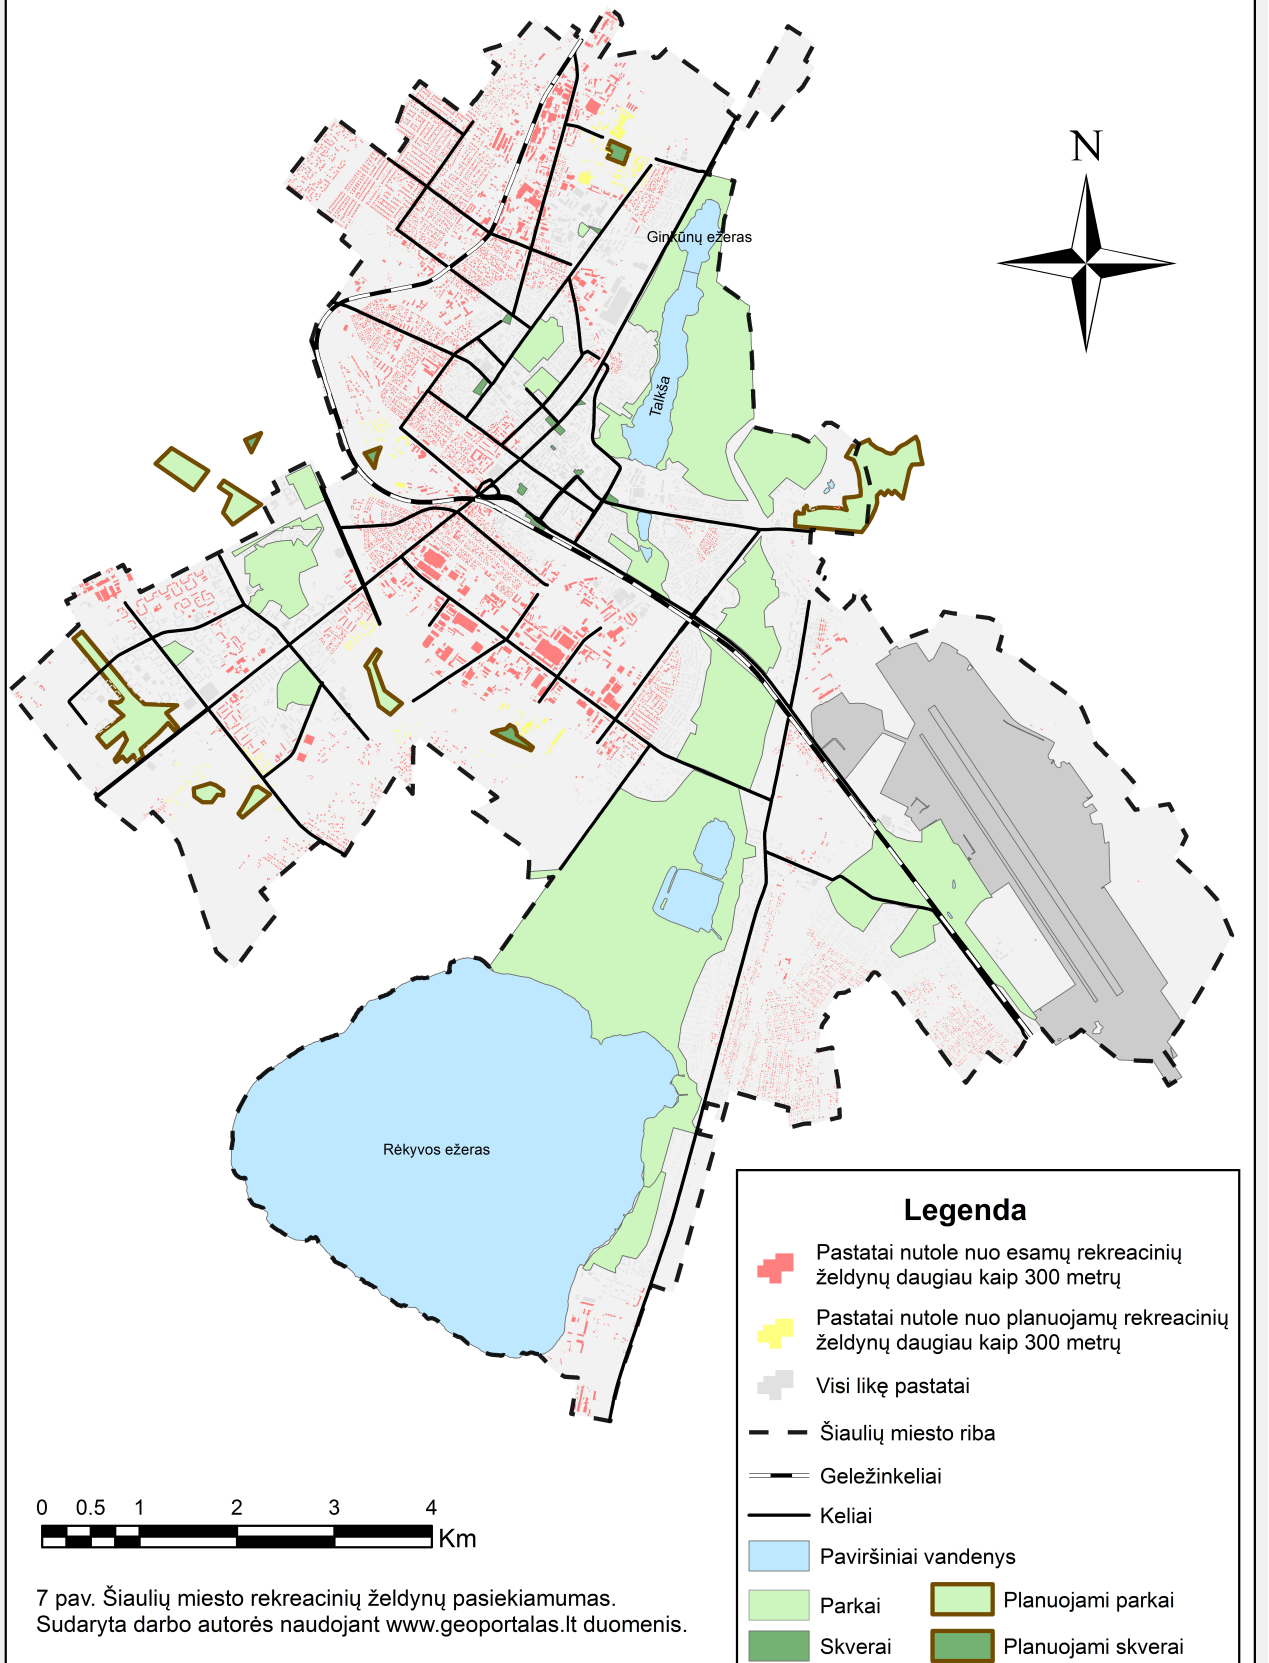 N
Ginkūnų ežeras
Talkša
Rėkyvos ežeras
Legenda
Pastatai nutole nuo esamų rekreacinių
želdynų daugiau kaip 300 metrų
Pastatai nutole nuo planuojamų rekreacinių
želdynų daugiau kaip 300 metrų
Visi likę pastatai
Šiaulių miesto riba
Geležinkeliai
Keliai
Paviršiniai vandenys
Parkai
Planuojami parkai
Skverai
Planuojami skverai
0 0.5 1 2 3 4
Km
7 pav. Šiaulių miesto rekreacinių želdynų pasiekiamumas.
Sudaryta darbo autorės naudojant www.geoportalas.lt duomenis.